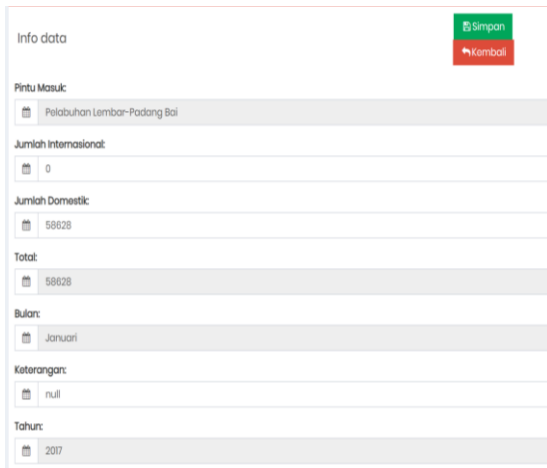 Info data
Simpan
Kembali
Pintu Masuk:
Pelabuhan Lembar-Padang Bai
Jumlah Internasional:
0
Jumlah Domestik:
58628
Total:
58628
Bulan:
Januari
Keterangan:
null
Tahun:
2017